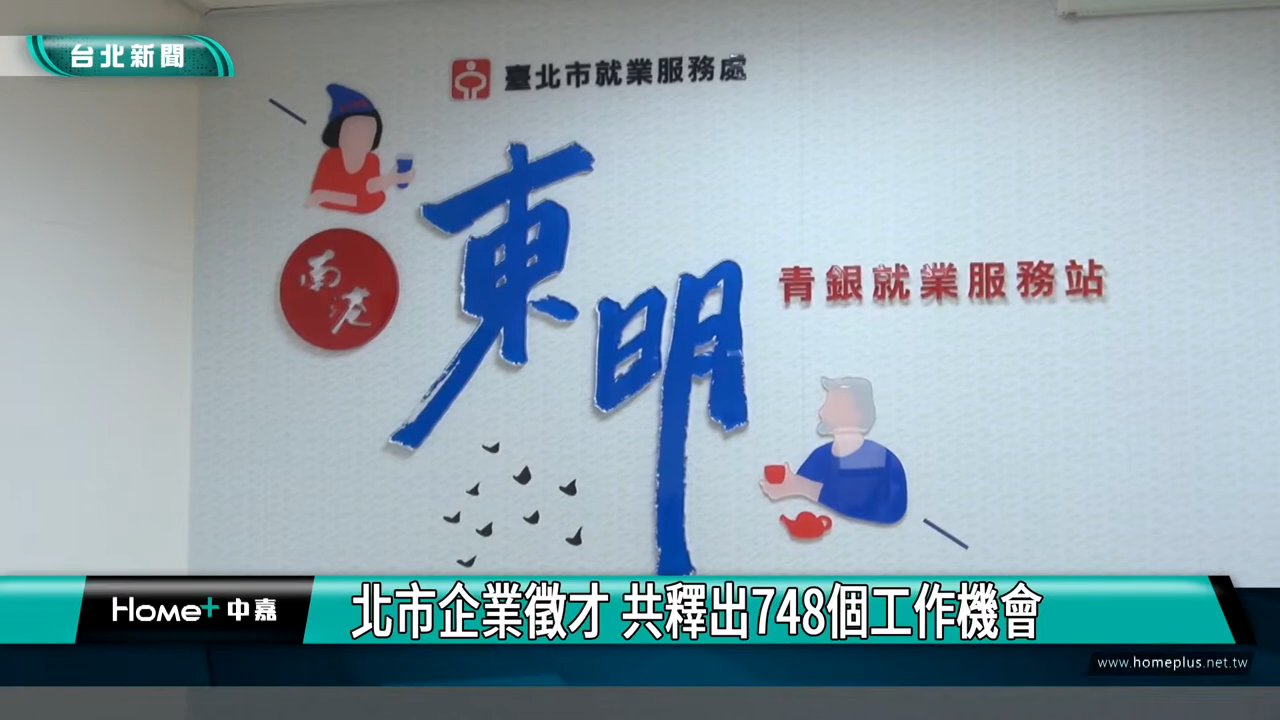 台北新聞
臺北市就業服務處
南港
東明
青銀就業服務站
Home+中嘉
北市企業徵才 共釋出748個工作機會
www.homeplus.net.tw